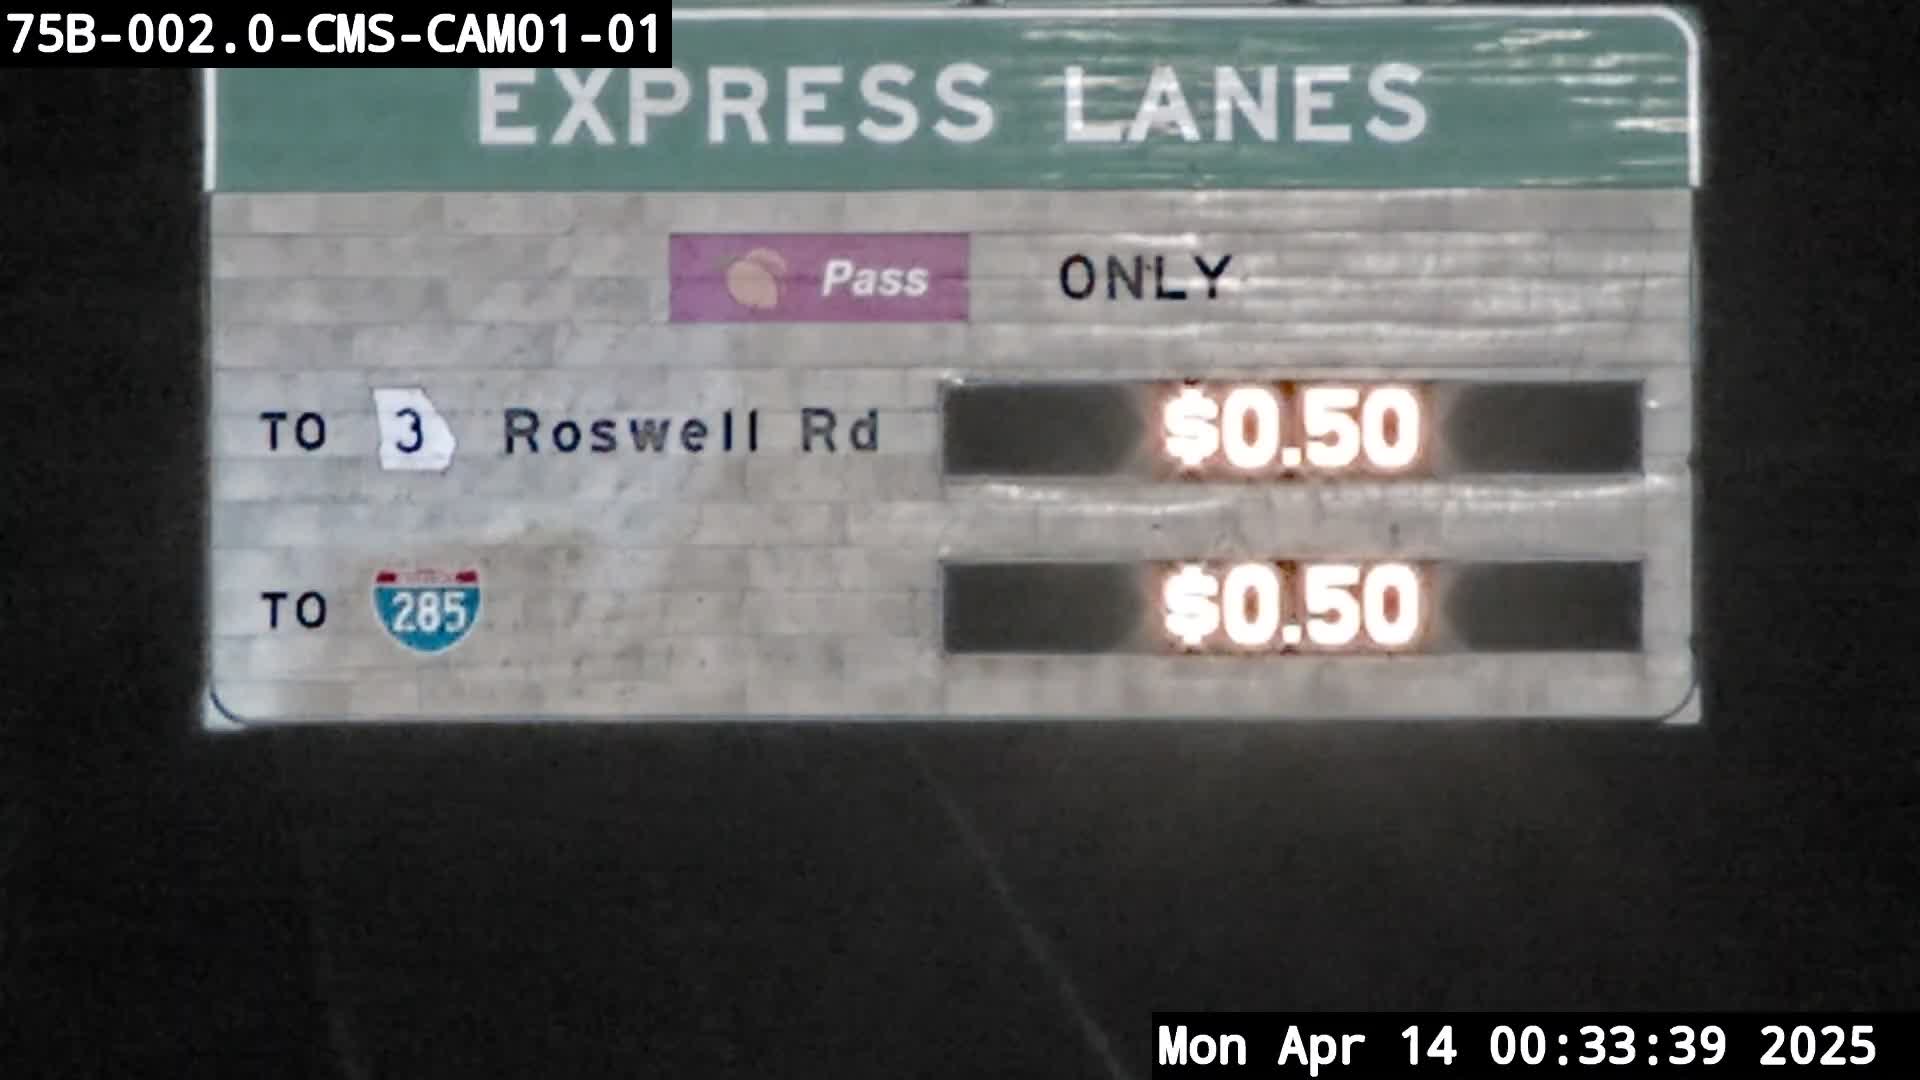 75B-002.0-CMS-CAM01-01
EXPRESS LANES
Pass ONLY
TO 3 Roswell Rd $0.50
TO 285 $0.50
Mon Apr 14 00:33:39 2025